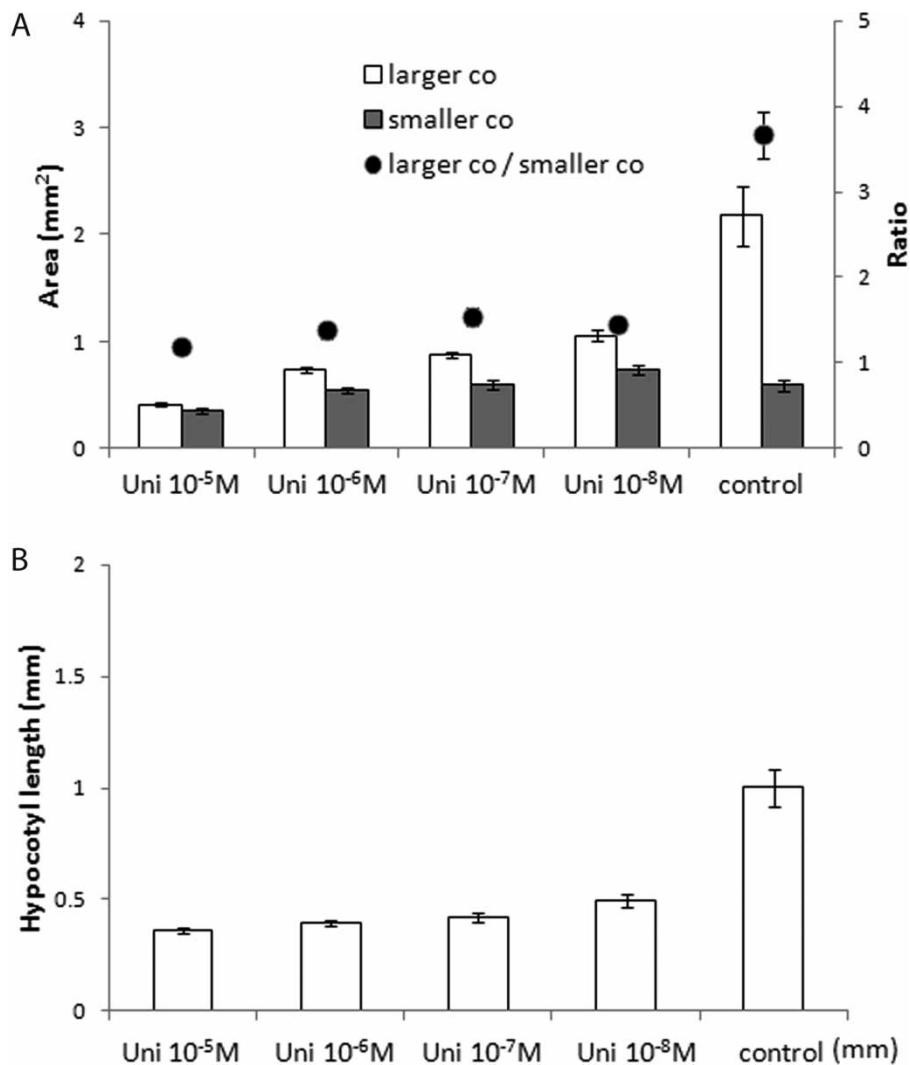 A
4
3
2
1
0
Area (mm²)
5
4
3
2
1
0
Ratio
larger co
smaller co
larger co / smaller co
Uni 10⁻⁵M Uni 10⁻⁶M Uni 10⁻⁷M Uni 10⁻⁸M control
B
2
1.5
1
0.5
0
Hypocotyl length (mm)
Uni 10⁻⁵M Uni 10⁻⁶M Uni 10⁻⁷M Uni 10⁻⁸M control (mm)